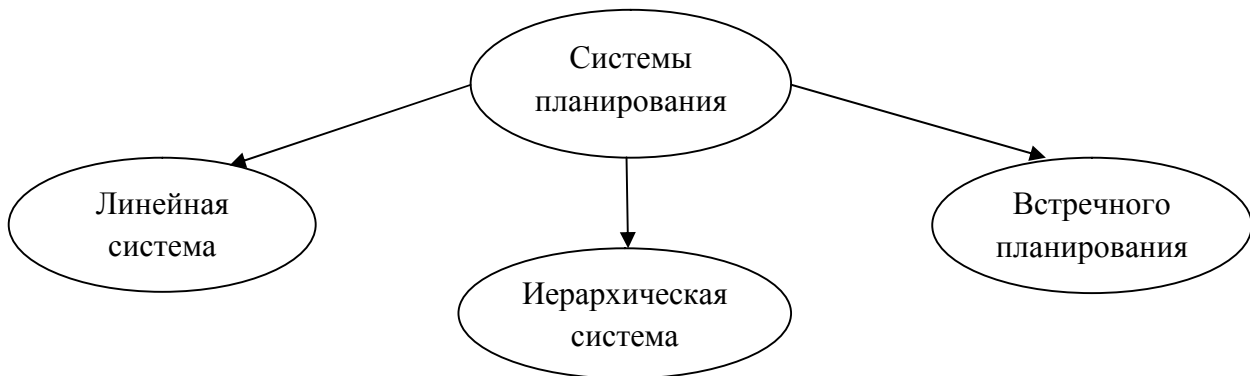 Системы
планирования
Линейная
система
Встречного
планирования
Иерархическая
система